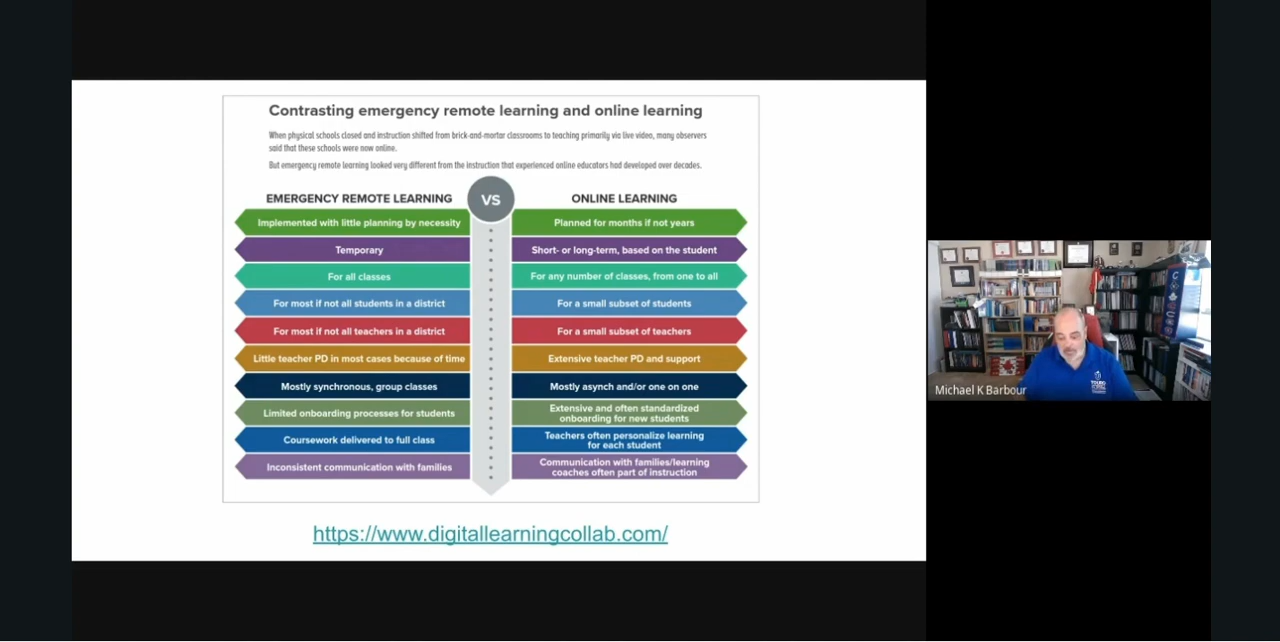 Contrasting emergency remote learning and online learning
When physical schools closed and instruction shifted from brick-and-mortar classrooms to teaching primarily via live video, many observers
said that these schools were now online.
But emergency remote learning looked very different from the instruction that experienced online educators had developed over decades.
EMERGENCY REMOTE LEARNING
VS
ONLINE LEARNING
Implemented with little planning by necessity
Planned for months if not years
Temporary
Short- or long-term, based on the student
For all classes
For any number of classes, from one to all
For most if not all students in a district
For a small subset of students
For most if not all teachers in a district
For a small subset of teachers
Little teacher PD in most cases because of time
Extensive teacher PD and support
Mostly synchronous, group classes
Mostly asynch and/or one on one
Limited onboarding processes for students
Extensive and often standardized
onboarding for new students
Coursework delivered to full class
Teachers often personalize learning
for each student
Inconsistent communication with families
Communication with families/learning
coaches often part of instruction
https://www.digitallearningcollab.com/
Michael K Barbour
TOURO